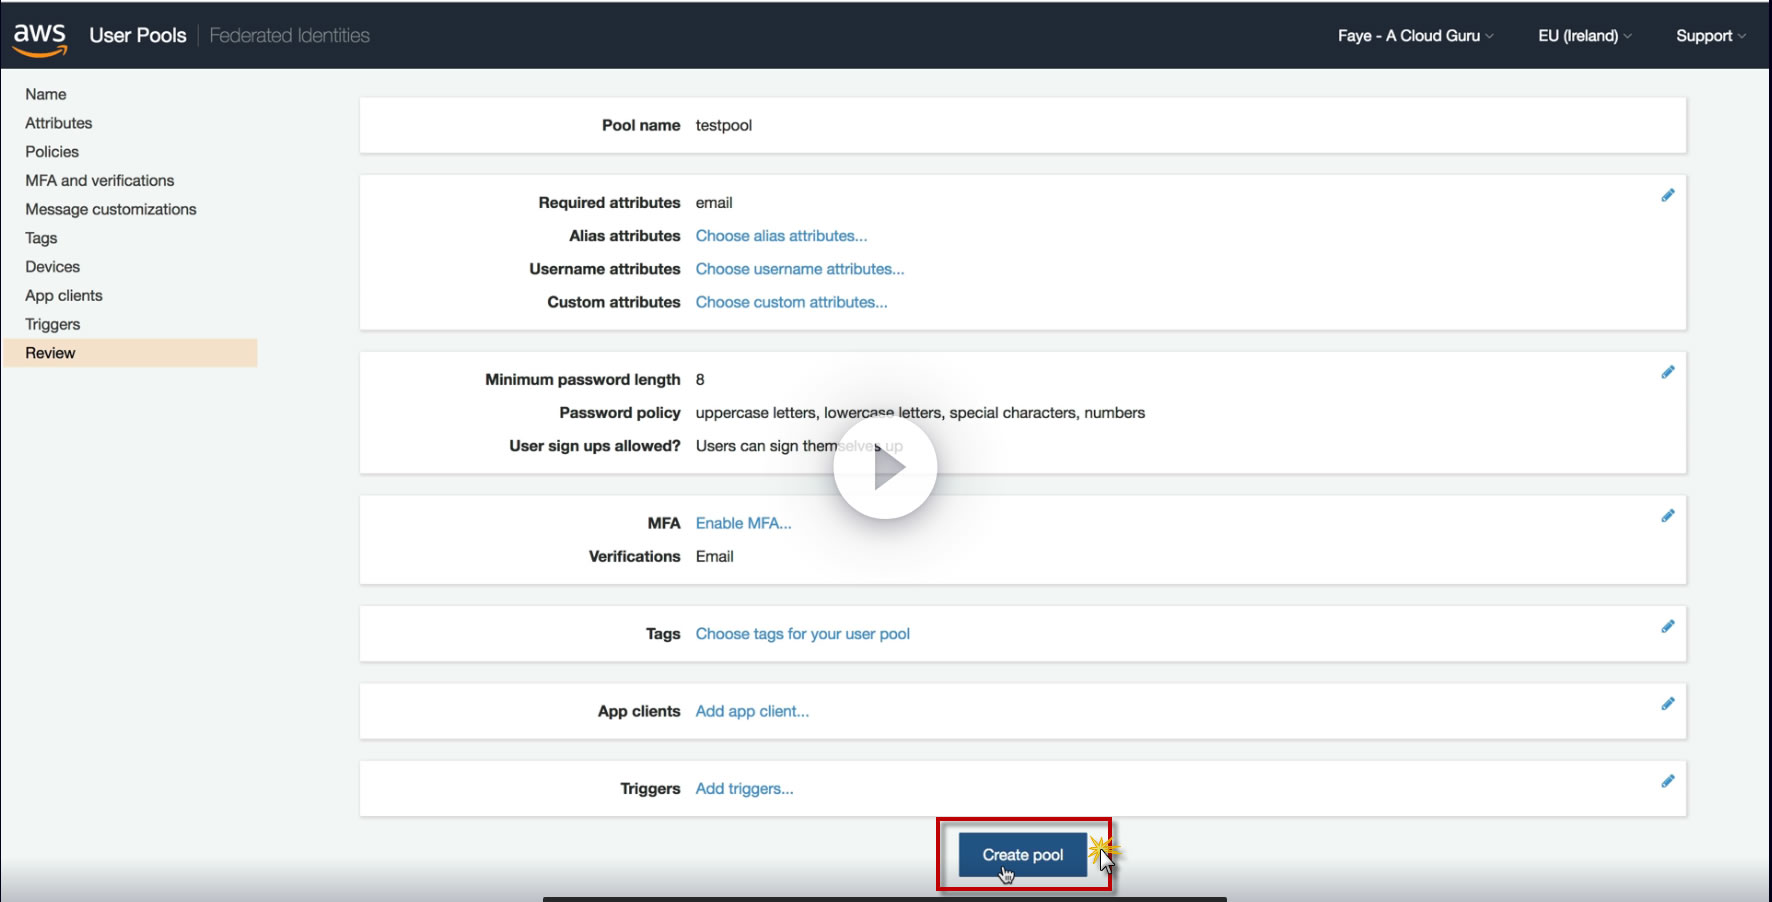 aws User Pools Federated Identities Faye - A Cloud Guru EU (Ireland) Support
Name
Attributes
Policies
MFA and verifications
Message customizations
Tags
Devices
App clients
Triggers
Review
Pool name testpool
Required attributes email
Alias attributes Choose alias attributes...
Username attributes Choose username attributes...
Custom attributes Choose custom attributes...
Minimum password length 8
Password policy uppercase letters, lowercase letters, special characters, numbers
User sign ups allowed? Users can sign themselves up
MFA Enable MFA...
Verifications Email
Tags Choose tags for your user pool
App clients Add app client...
Triggers Add triggers...
Create pool